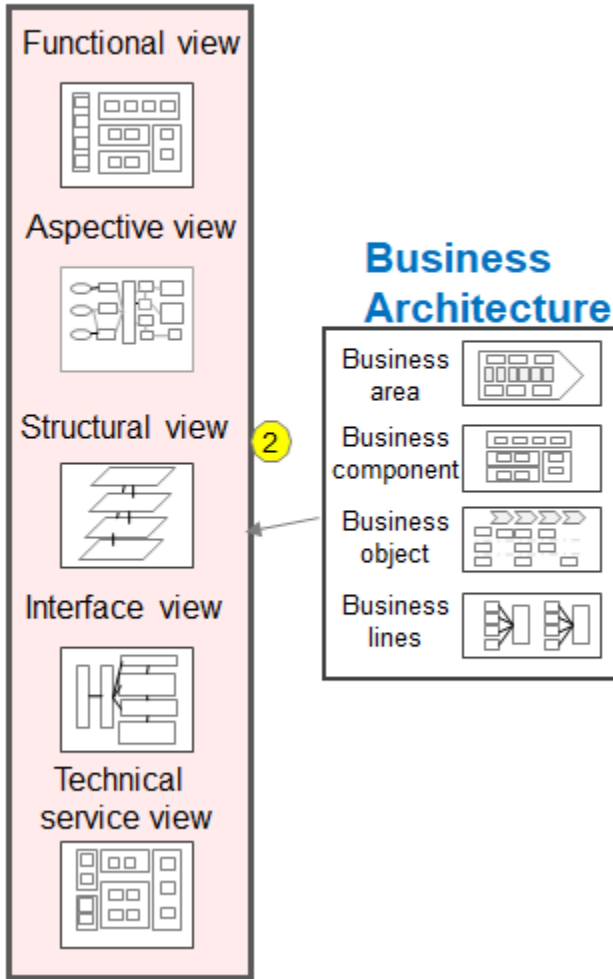 Functional view
Aspective view
Structural view
2
Interface view
Technical
service view
Business
Architecture
Business
area
Business
component
Business
object
Business
lines